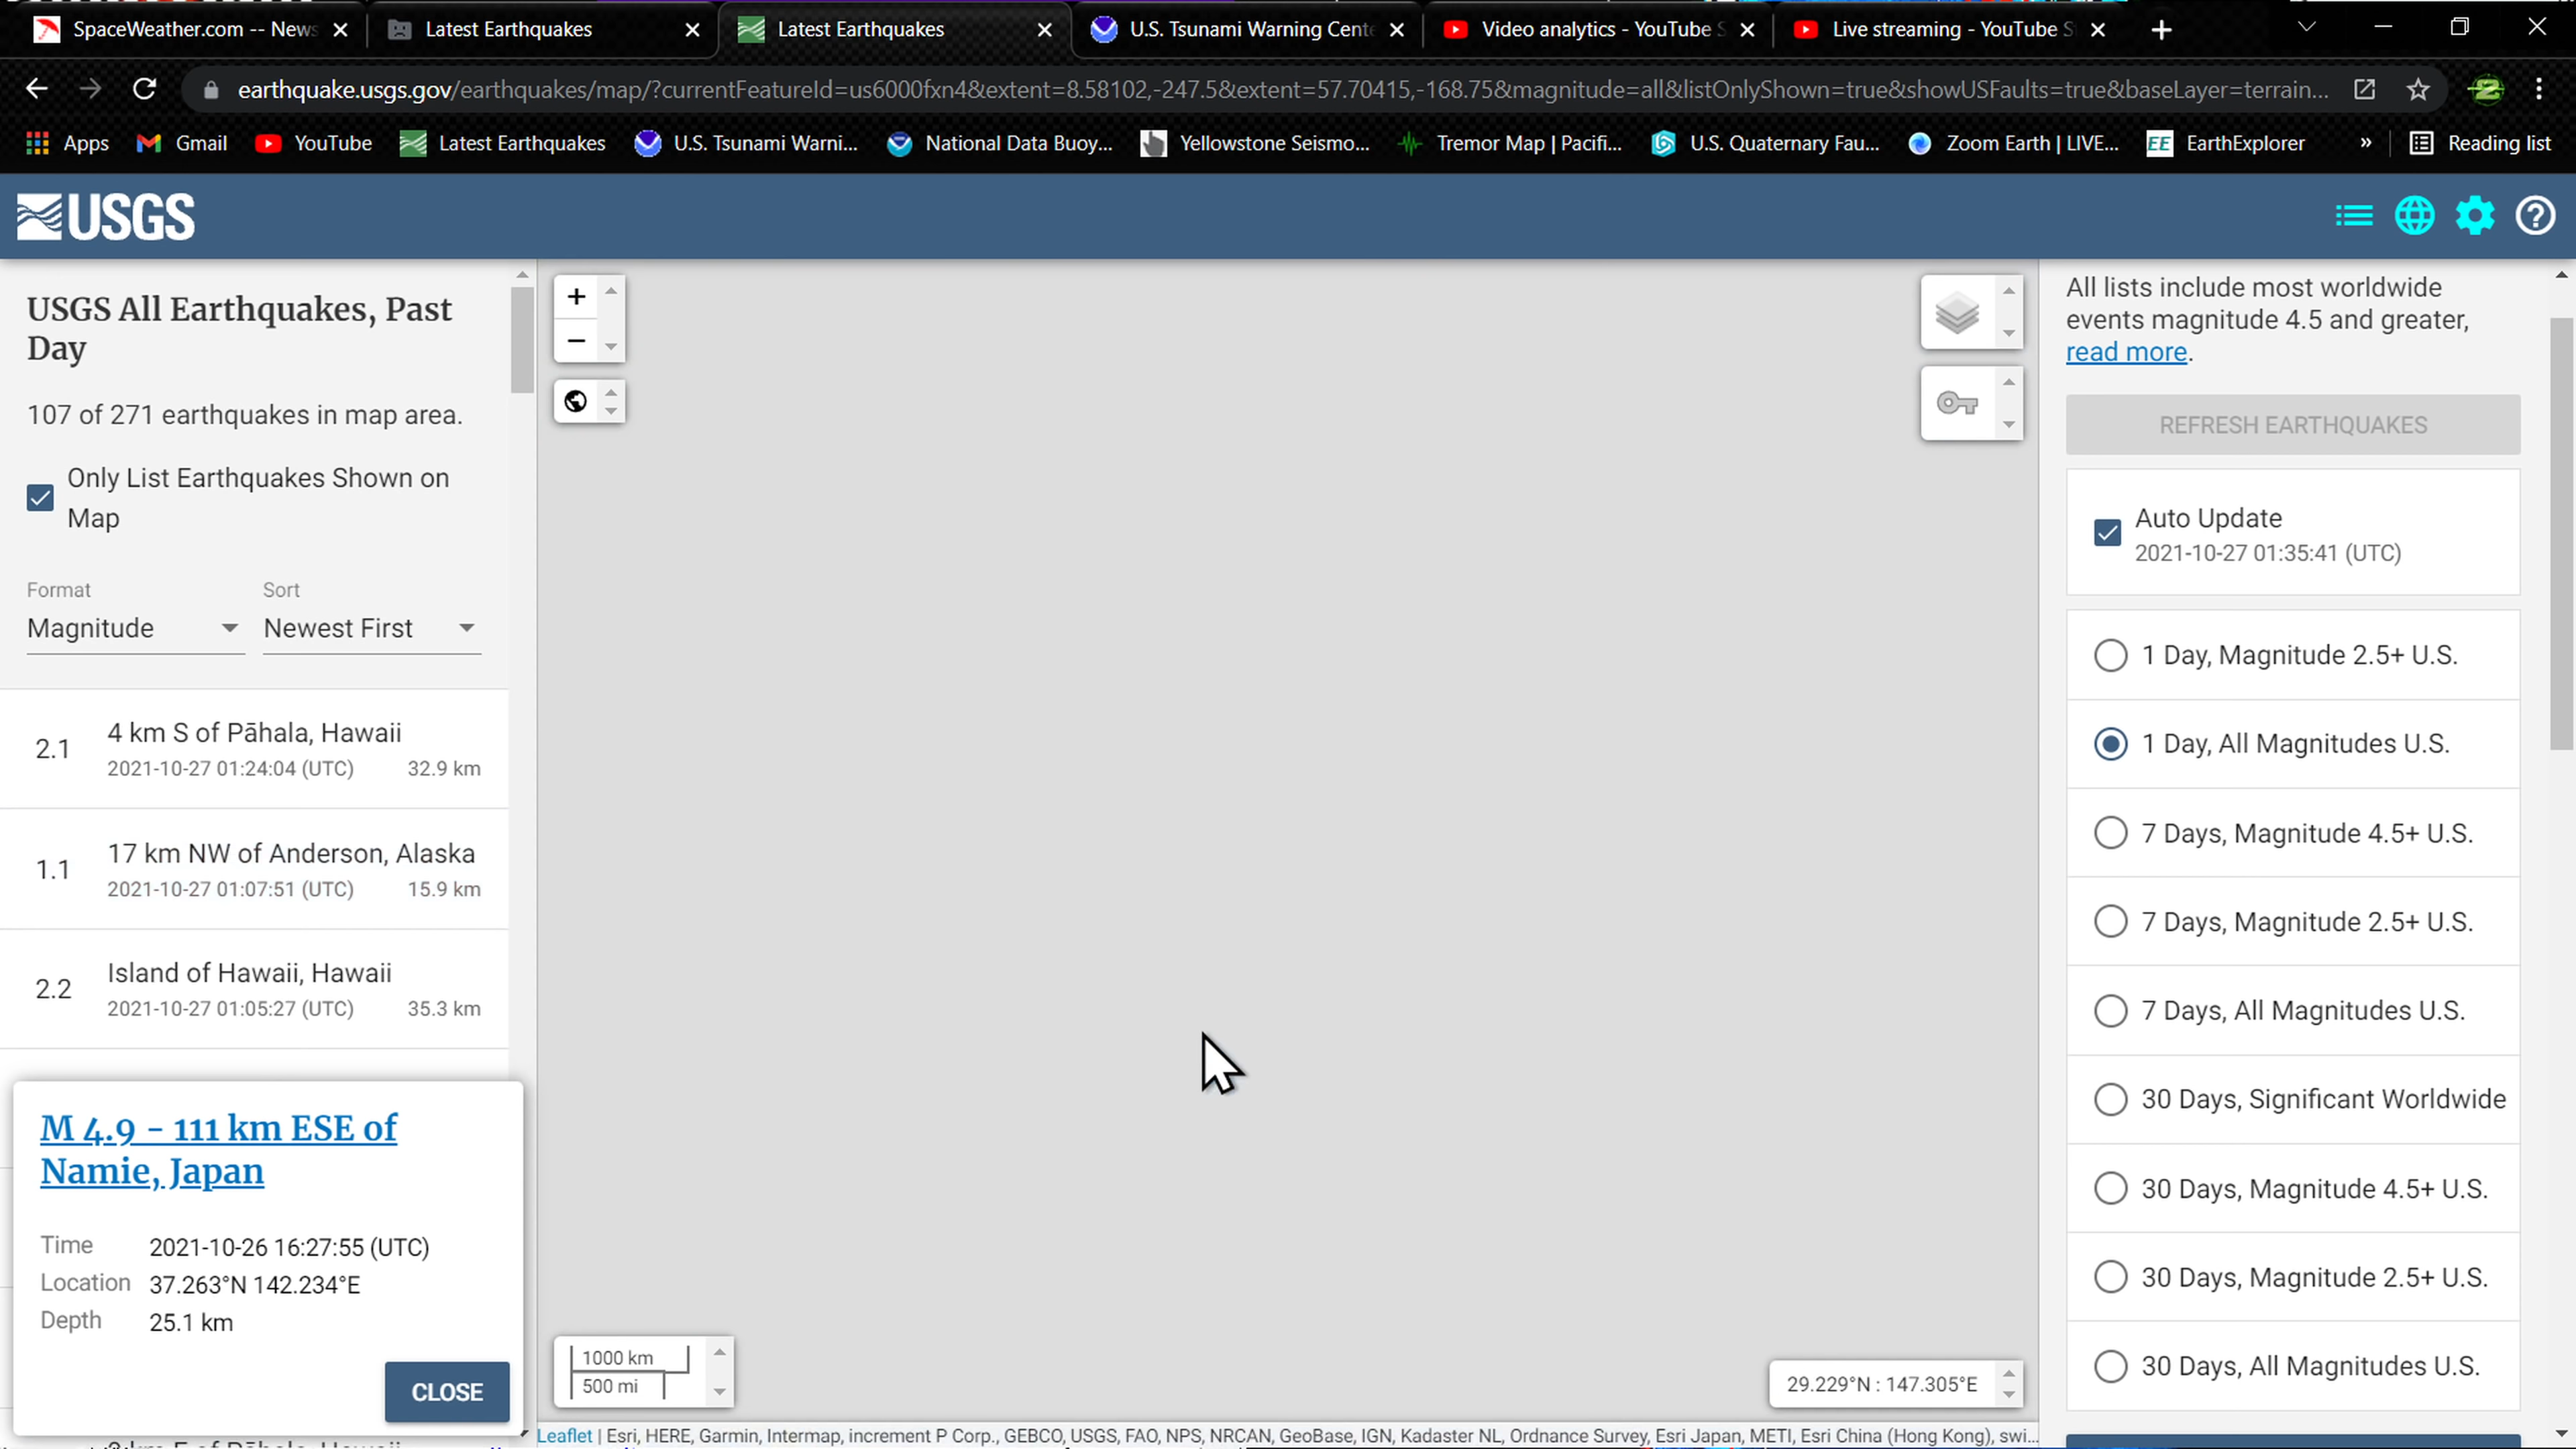 SpaceWeather.com -- News
Latest Earthquakes
Latest Earthquakes
U.S. Tsunami Warning Cente
Video analytics - YouTube S
Live streaming - YouTube S
earthquake.usgs.gov/earthquakes/map/?currentFeatureId=us6000fxn4&extent=8.58102,-247.5&extent=57.70415,-168.75&magnitude=all&listOnlyShown=true&showUSFaults=true&baseLayer=terrain...
Apps
Gmail
YouTube
Latest Earthquakes
U.S. Tsunami Warni...
National Data Buoy...
Yellowstone Seismo...
Tremor Map | Pacifi...
U.S. Quaternary Fau...
Zoom Earth | LIVE...
EE EarthExplorer
»
Reading list
USGS
USGS All Earthquakes, Past
Day
107 of 271 earthquakes in map area.
Only List Earthquakes Shown on
Map
Format
Sort
Magnitude
Newest First
2.1
4 km S of Pāhala, Hawaii
2021-10-27 01:24:04 (UTC) 32.9 km
1.1
17 km NW of Anderson, Alaska
2021-10-27 01:07:51 (UTC) 15.9 km
2.2
Island of Hawaii, Hawaii
2021-10-27 01:05:27 (UTC) 35.3 km
M 4.9 - 111 km ESE of
Namie, Japan
Time 2021-10-26 16:27:55 (UTC)
Location 37.263°N 142.234°E
Depth 25.1 km
CLOSE
+
−
1000 km
500 mi
29.229°N : 147.305°E
Leaflet | Esri, HERE, Garmin, Intermap, increment P Corp., GEBCO, USGS, FAO, NPS, NRCAN, GeoBase, IGN, Kadaster NL, Ordnance Survey, Esri Japan, METI, Esri China (Hong Kong), swi...
All lists include most worldwide
events magnitude 4.5 and greater,
read more.
REFRESH EARTHQUAKES
Auto Update
2021-10-27 01:35:41 (UTC)
1 Day, Magnitude 2.5+ U.S.
1 Day, All Magnitudes U.S.
7 Days, Magnitude 4.5+ U.S.
7 Days, Magnitude 2.5+ U.S.
7 Days, All Magnitudes U.S.
30 Days, Significant Worldwide
30 Days, Magnitude 4.5+ U.S.
30 Days, Magnitude 2.5+ U.S.
30 Days, All Magnitudes U.S.